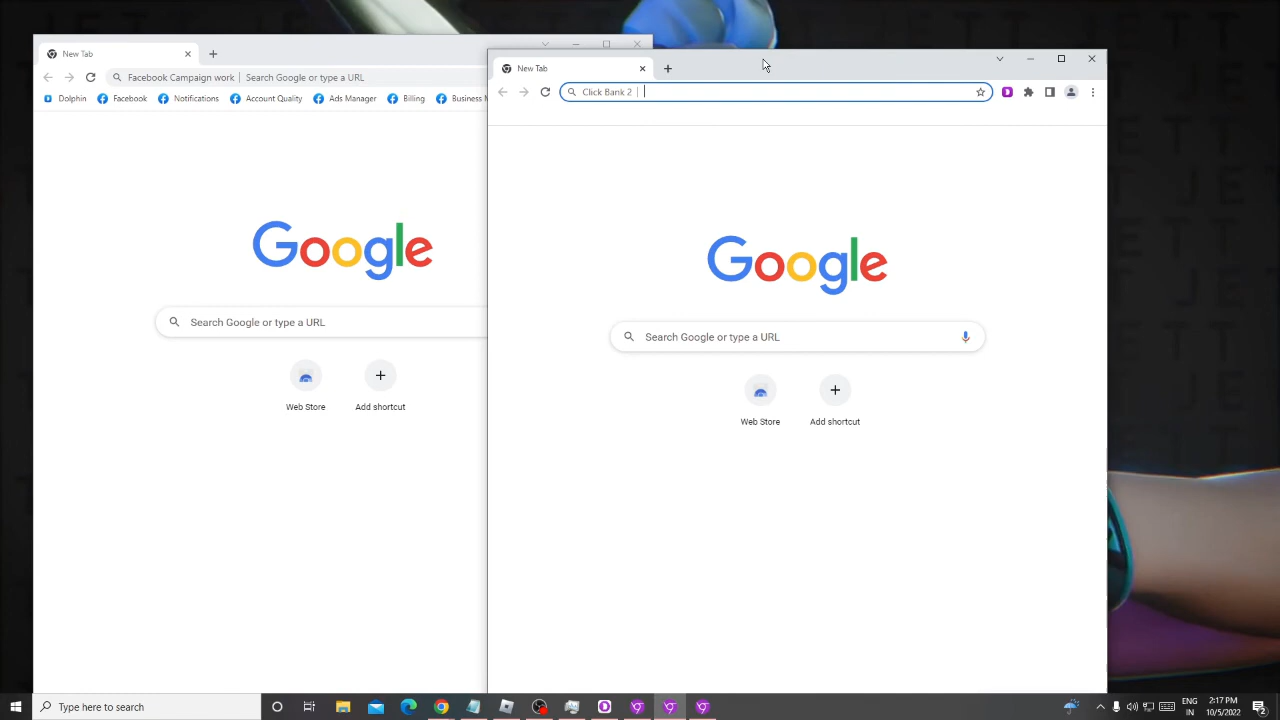 New Tab
Facebook Campaign work | Search Google or type a URL
Dolphin Facebook Notifications Account Quality Ads Manager Billing Business M
Google
Search Google or type a URL
Web Store Add shortcut
New Tab
Click Bank 2 |
Google
Search Google or type a URL
Web Store Add shortcut
Type here to search
ENG
IN
2:17 PM
10/5/2022
2